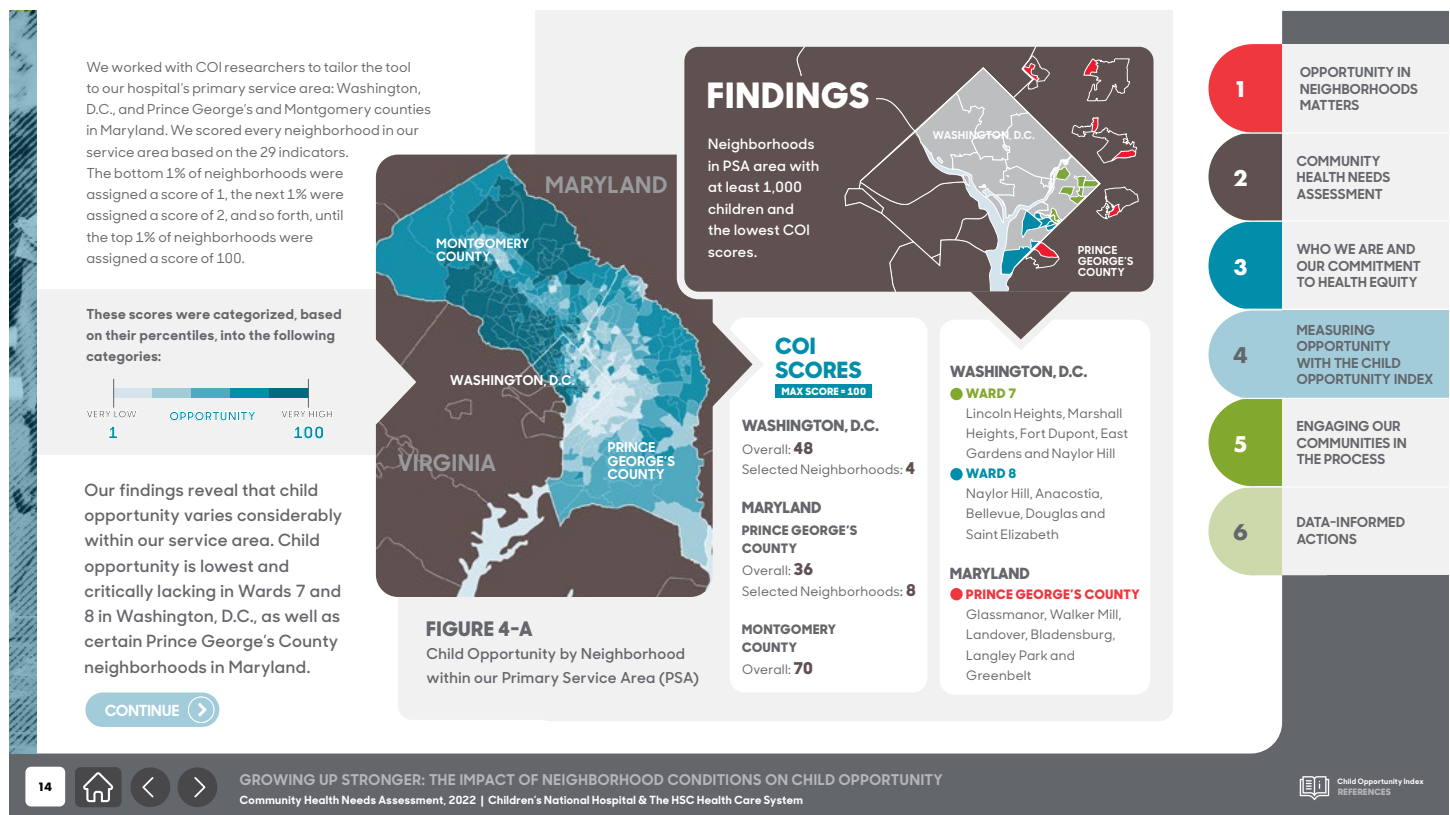 We worked with COI researchers to tailor the tool
to our hospital's primary service area: Washington,
D.C., and Prince George's and Montgomery counties
in Maryland. We scored every neighborhood in our
service area based on the 29 indicators.
The bottom 1% of neighborhoods were
assigned a score of 1, the next 1% were
assigned a score of 2, and so forth, until
the top 1% of neighborhoods were
assigned a score of 100.
These scores were categorized, based
on their percentiles, into the following
categories:
VERY LOW
OPPORTUNITY
VERY HIGH
1
100
Our findings reveal that child
opportunity varies considerably
within our service area. Child
opportunity is lowest and
critically lacking in Wards 7 and
8 in Washington, D.C., as well as
certain Prince George's County
neighborhoods in Maryland.
CONTINUE
MARYLAND
MONTGOMERY
COUNTY
WASHINGTON, D.C.
PRINCE
GEORGE'S
COUNTY
VIRGINIA
FIGURE 4-A
Child Opportunity by Neighborhood
within our Primary Service Area (PSA)
FINDINGS
Neighborhoods
in PSA area with
at least 1,000
children and
the lowest COI
scores.
WASHINGTON, D.C.
PRINCE
GEORGE'S
COUNTY
COI
SCORES
MAX SCORE = 100
WASHINGTON, D.C.
Overall: 48
Selected Neighborhoods: 4
MARYLAND
PRINCE GEORGE'S
COUNTY
Overall: 36
Selected Neighborhoods: 8
MONTGOMERY
COUNTY
Overall: 70
WASHINGTON, D.C.
WARD 7
Lincoln Heights, Marshall
Heights, Fort Dupont, East
Gardens and Naylor Hill
WARD 8
Naylor Hill, Anacostia,
Bellevue, Douglas and
Saint Elizabeth
MARYLAND
PRINCE GEORGE'S COUNTY
Glassmanor, Walker Mill,
Landover, Bladensburg,
Langley Park and
Greenbelt
1
OPPORTUNITY IN
NEIGHBORHOODS
MATTERS
2
COMMUNITY
HEALTH NEEDS
ASSESSMENT
3
WHO WE ARE AND
OUR COMMITMENT
TO HEALTH EQUITY
4
MEASURING
OPPORTUNITY
WITH THE CHILD
OPPORTUNITY INDEX
5
ENGAGING OUR
COMMUNITIES IN
THE PROCESS
6
DATA-INFORMED
ACTIONS
14
GROWING UP STRONGER: THE IMPACT OF NEIGHBORHOOD CONDITIONS ON CHILD OPPORTUNITY
Community Health Needs Assessment, 2022 | Children's National Hospital & The HSC Health Care System
Child Opportunity Index
REFERENCES